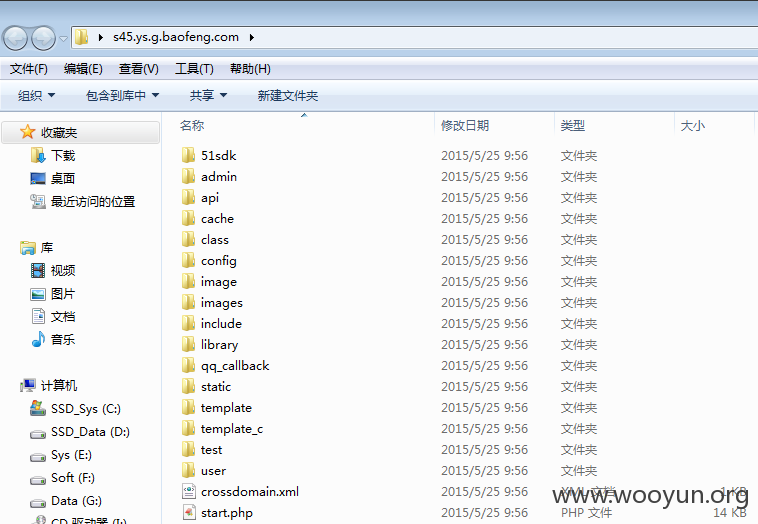 s45.ys.g.baofeng.com
文件(F) 编辑(E) 查看(V) 工具(T) 帮助(H)
组织 包含到库中 共享 新建文件夹
收藏夹
下载
桌面
最近访问的位置
库
视频
图片
文档
音乐
计算机
SSD_Sys (C:)
SSD_Data (D:)
Sys (E:)
Soft (F:)
Data (G:)
CD 驱动器 (I:)
名称 修改日期 类型 大小
51sdk 2015/5/25 9:56 文件夹
admin 2015/5/25 9:56 文件夹
api 2015/5/25 9:56 文件夹
cache 2015/5/25 9:56 文件夹
class 2015/5/25 9:56 文件夹
config 2015/5/25 9:56 文件夹
image 2015/5/25 9:56 文件夹
images 2015/5/25 9:56 文件夹
include 2015/5/25 9:56 文件夹
library 2015/5/25 9:56 文件夹
qq_callback 2015/5/25 9:56 文件夹
static 2015/5/25 9:56 文件夹
template 2015/5/25 9:56 文件夹
template_c 2015/5/25 9:56 文件夹
test 2015/5/25 9:56 文件夹
user 2015/5/25 9:56 文件夹
crossdomain.xml 2015/5/25 9:56 XML 文档 1 KB
start.php 2015/5/25 9:56 PHP 文件 14 KB
www.wooyun.org